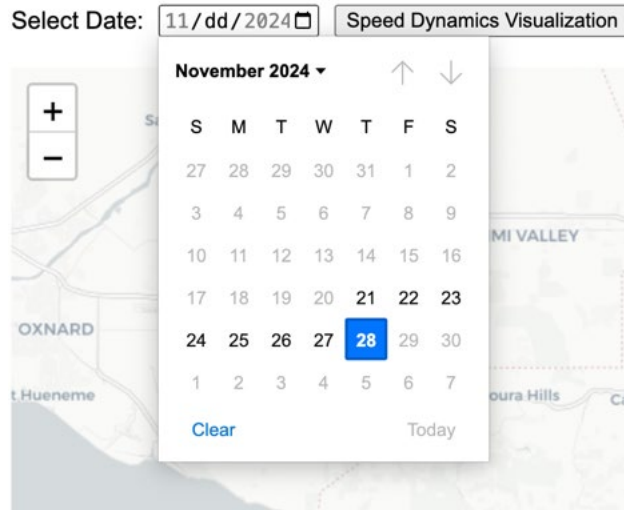 Select Date: 11/dd/2024 Speed Dynamics Visualization
November 2024
S M T W T F S
27 28 29 30 31 1 2
3 4 5 6 7 8 9
10 11 12 13 14 15 16
17 18 19 20 21 22 23
24 25 26 27 28 29 30
1 2 3 4 5 6 7
Clear Today
+
−
MI VALLEY
OXNARD
t Hueneme
oura Hills